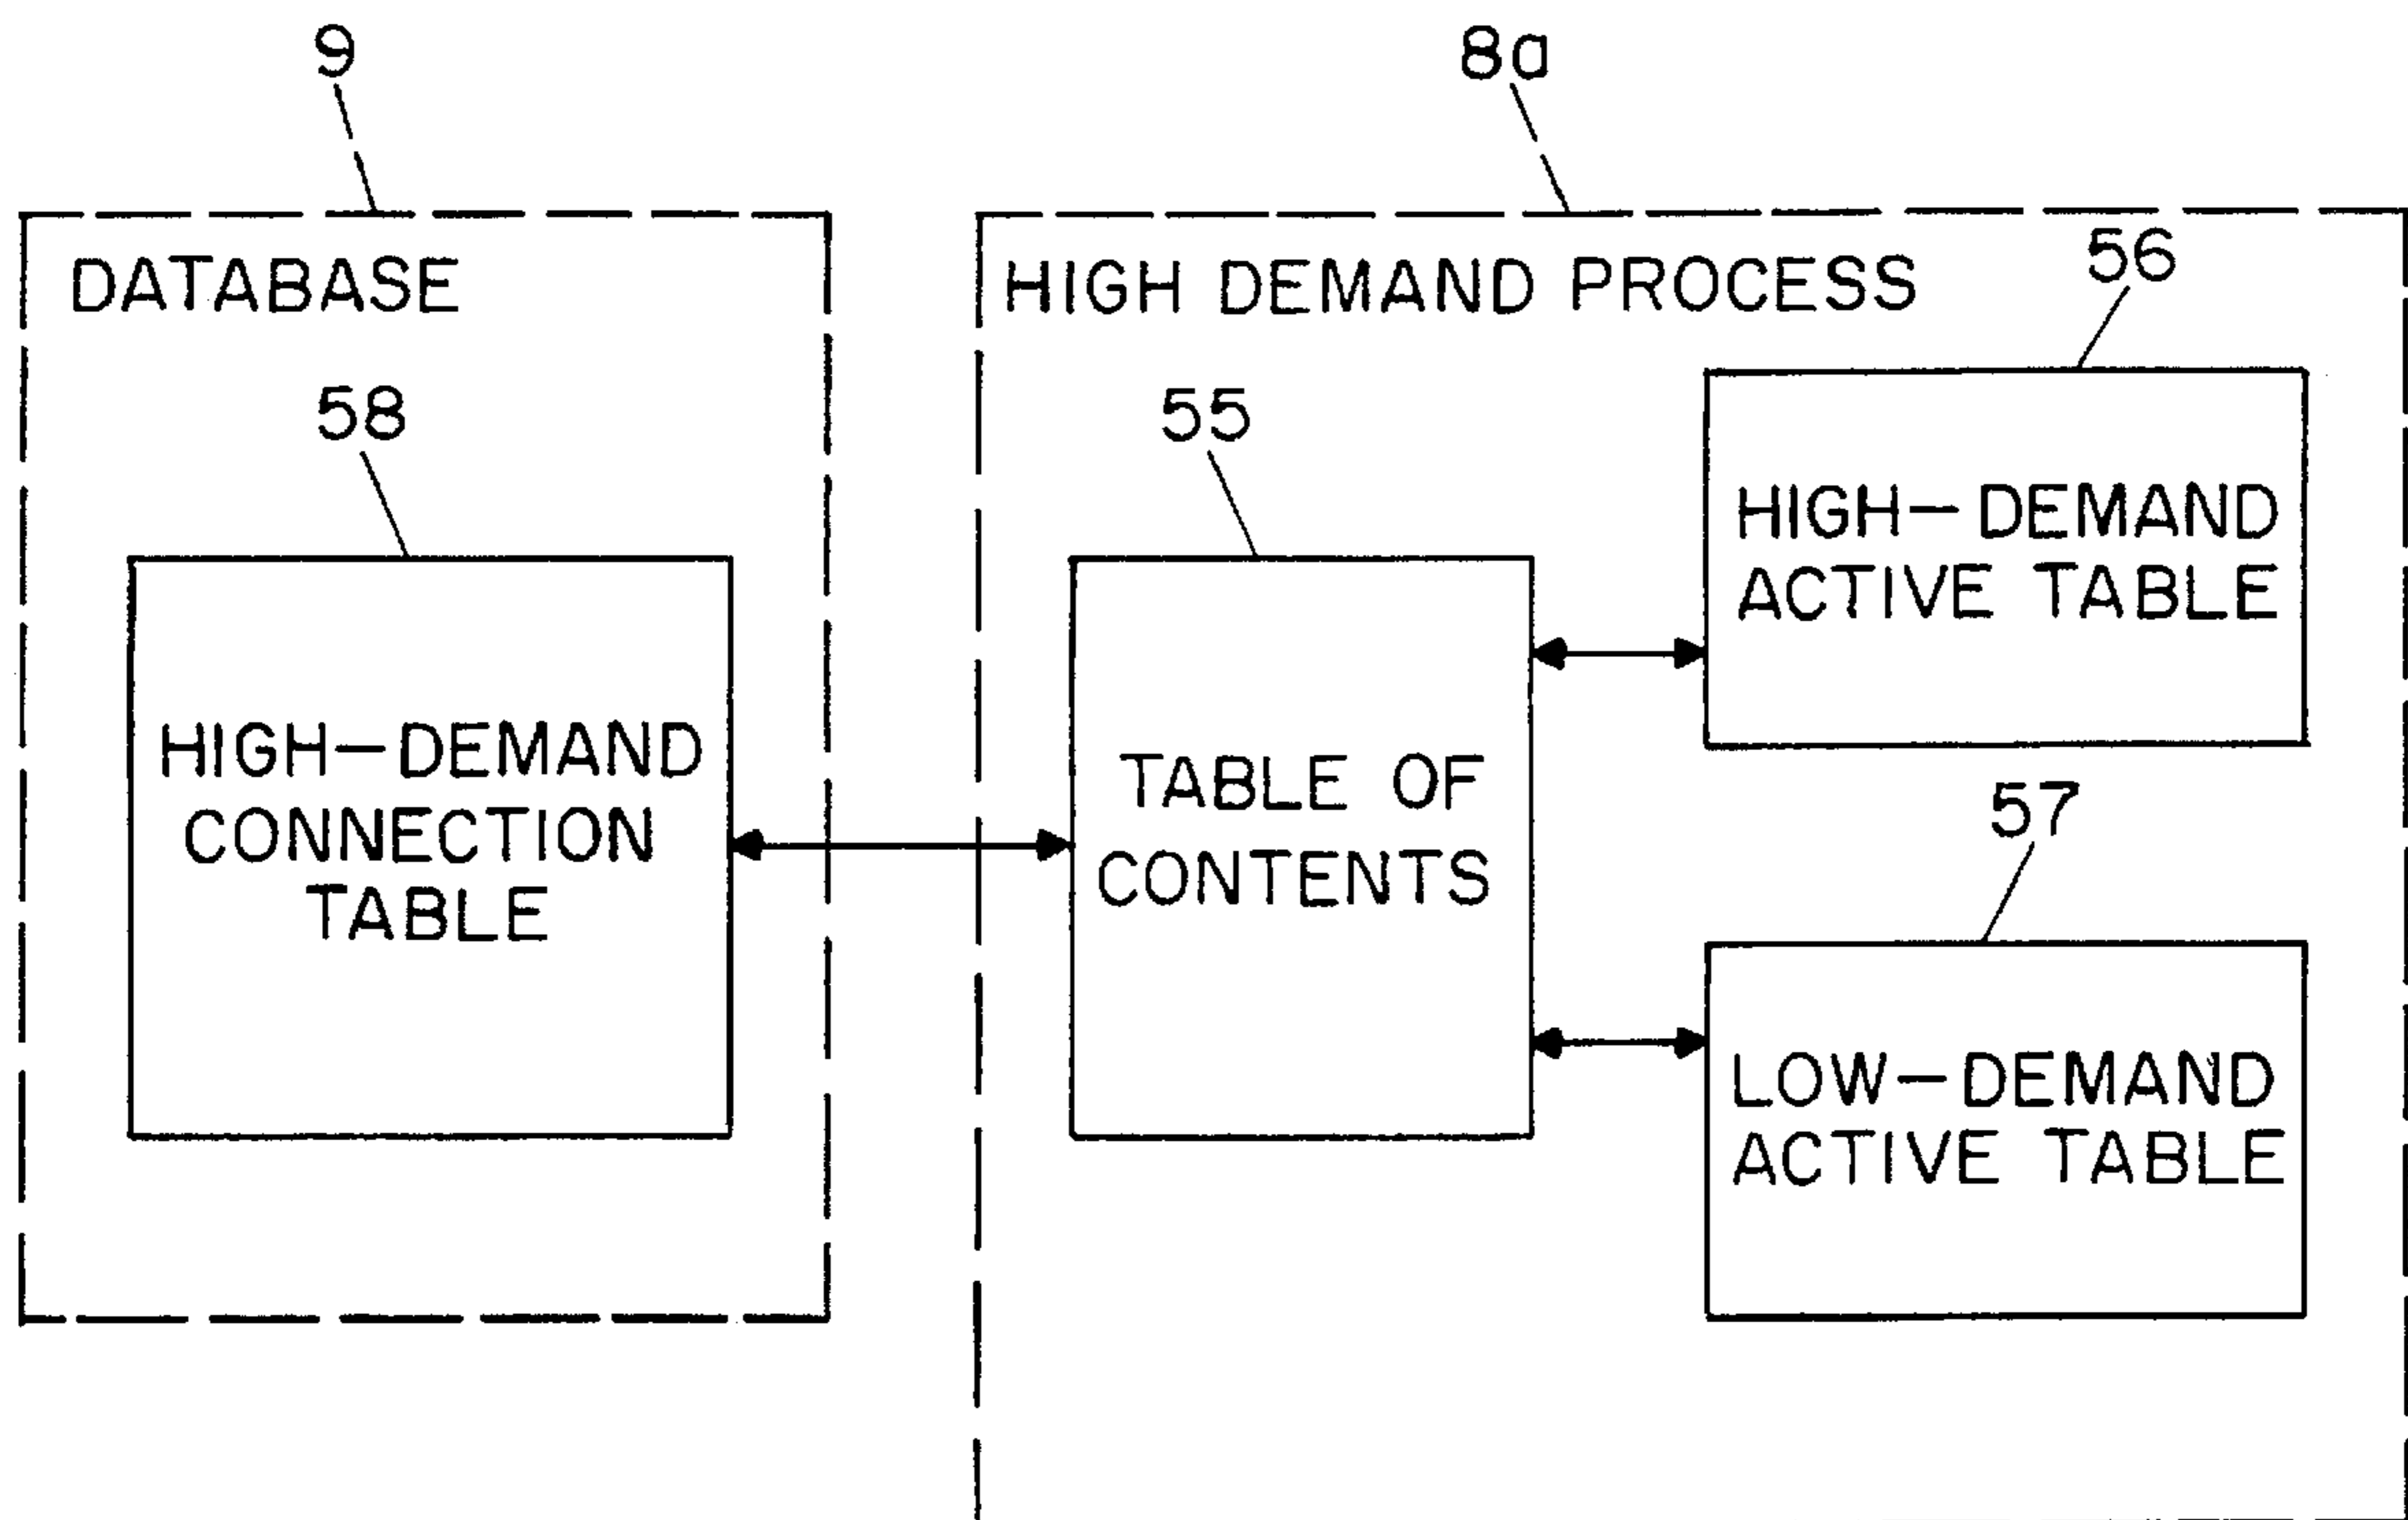 9
8a
DATABASE
HIGH DEMAND PROCESS
56
58
55
HIGH-DEMAND
ACTIVE TABLE
HIGH-DEMAND
CONNECTION
TABLE
TABLE OF
CONTENTS
57
LOW-DEMAND
ACTIVE TABLE